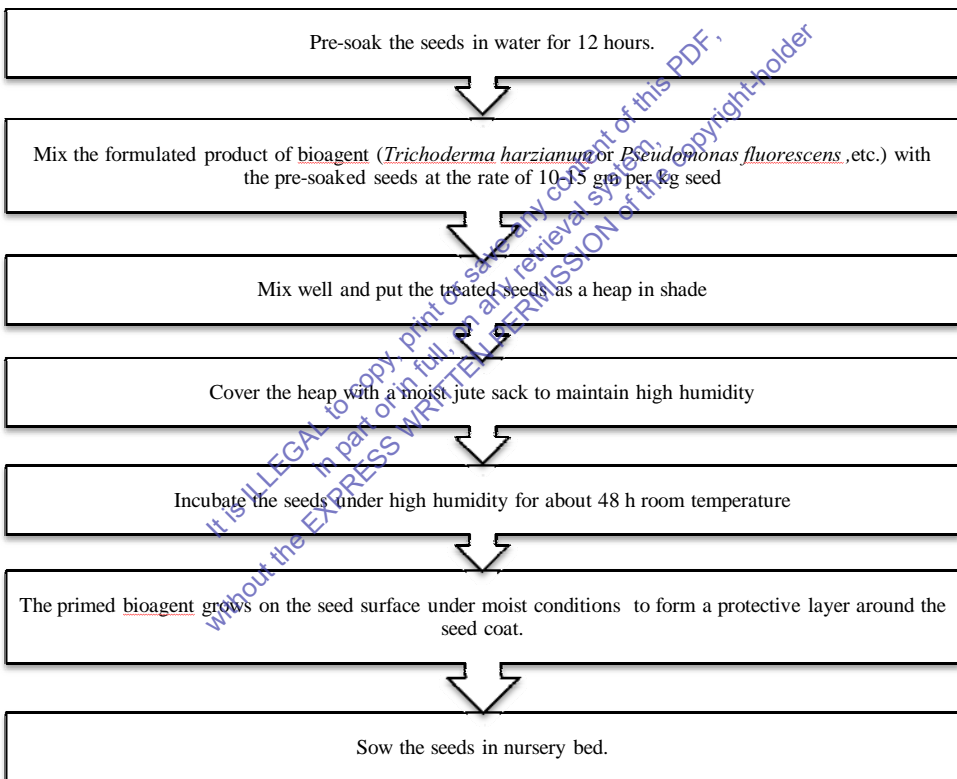 Pre-soak the seeds in water for 12 hours.
Mix the formulated product of bioagent (Trichoderma harzianum or Pseudomonas fluorescens ,etc.) with
the pre-soaked seeds at the rate of 10-15 gm per kg seed
Mix well and put the treated seeds as a heap in shade
Cover the heap with a moist jute sack to maintain high humidity
Incubate the seeds under high humidity for about 48 h room temperature
The primed bioagent grows on the seed surface under moist conditions to form a protective layer around the
seed coat.
Sow the seeds in nursery bed.
It is ILLEGAL to copy, print or save any content of this PDF,
in part or in full, on any retrieval system,
without the EXPRESS WRITTEN PERMISSION of the copyright-holder